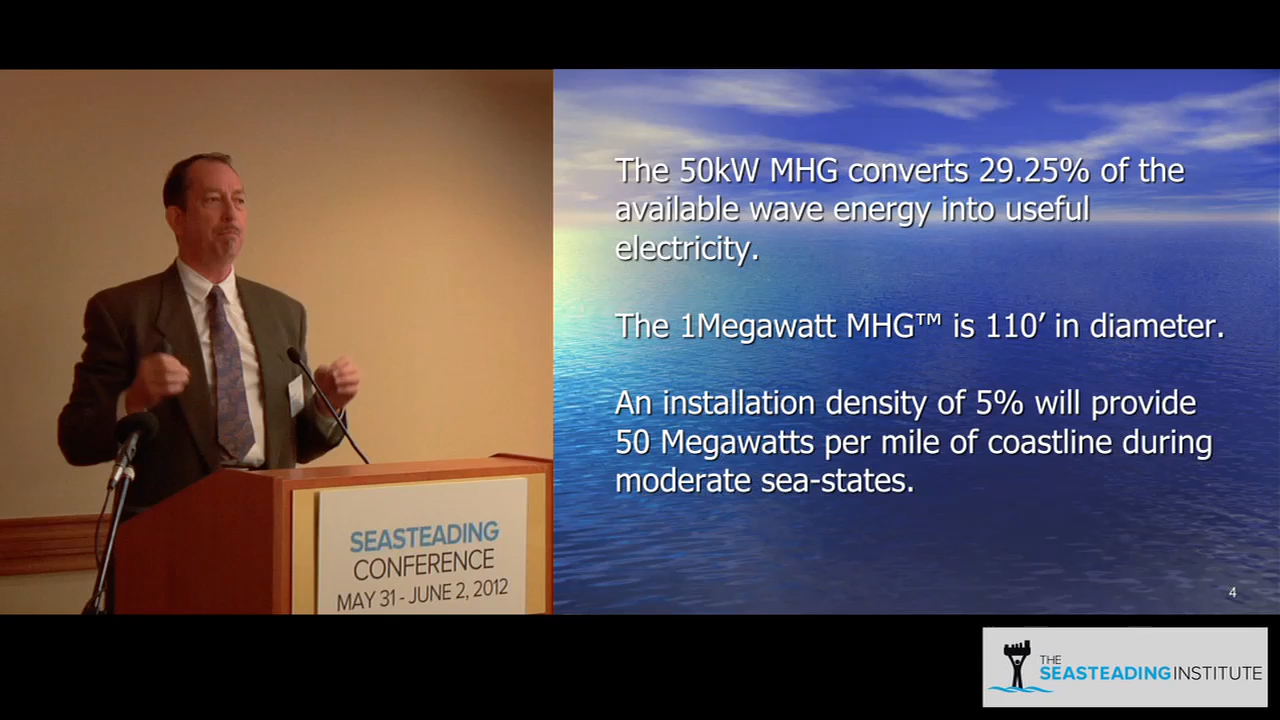 The 50kW MHG converts 29.25% of the
available wave energy into useful
electricity.
The 1Megawatt MHG™ is 110' in diameter.
An installation density of 5% will provide
50 Megawatts per mile of coastline during
moderate sea-states.
4
SEASTEADING
CONFERENCE
MAY 31 - JUNE 2, 2012
THE
SEASTEADING INSTITUTE